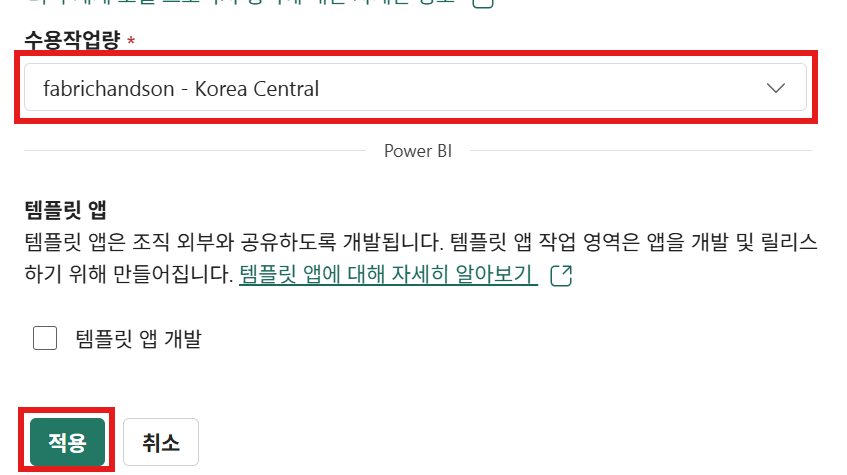 수용작업량 *
fabrichandson - Korea Central
Power BI
템플릿 앱
템플릿 앱은 조직 외부와 공유하도록 개발됩니다. 템플릿 앱 작업 영역은 앱을 개발 및 릴리스
하기 위해 만들어집니다. 템플릿 앱에 대해 자세히 알아보기
템플릿 앱 개발
적용 취소